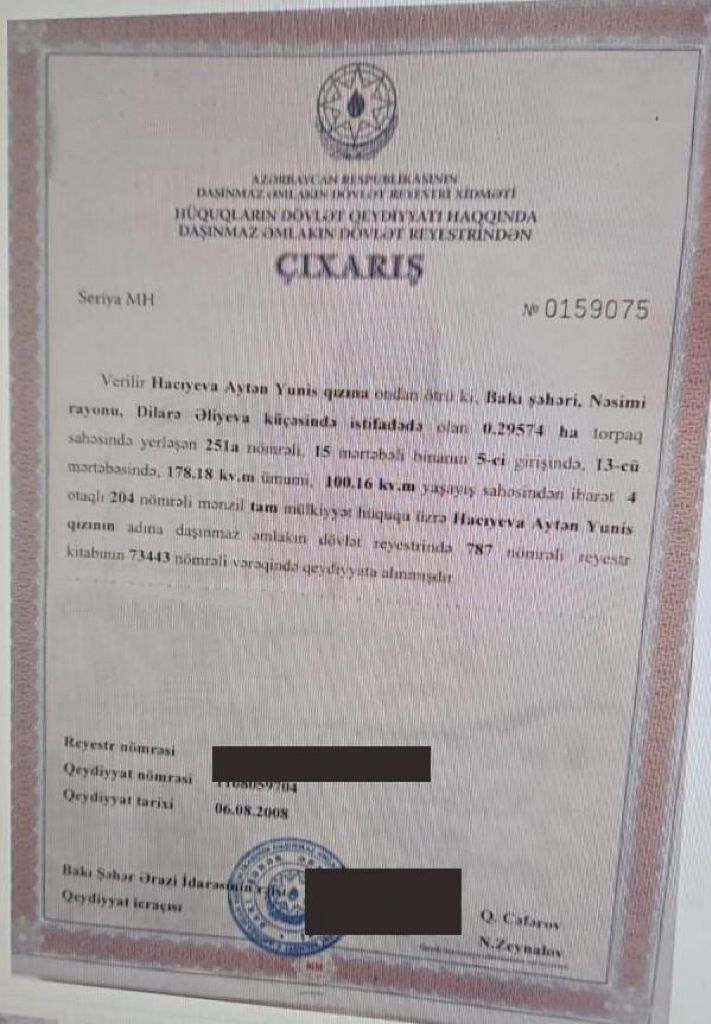 AZƏRBAYCAN RESPUBLİKASININ
DAŞINMAZ ƏMLAKIN DÖVLƏT REYESTRİ XİDMƏTİ
HÜQUQLARIN DÖVLƏT QEYDİYYATI HAQQINDA
DAŞINMAZ ƏMLAKIN DÖVLƏT REYESTRİNDƏN
ÇIXARIŞ
Seriya MH
№ 0159075
Verilir Hacıyeva Aytən Yunis qızına ondan ötrü ki, Bakı şəhəri, Nəsimi
rayonu, Dilarə Əliyeva küçəsində istifadədə olan 0.29574 ha torpaq
sahəsində yerləşən 251a nömrəli, 15 mərtəbəli binanın 5-ci girişində, 13-cü
mərtəbəsində, 178.18 kv.m ümumi, 100.16 kv.m yaşayış sahəsindən ibarət 4
otaqlı 204 nömrəli mənzil tam mülkiyyət hüququ üzrə Hacıyeva Aytən Yunis
qızının adına daşınmaz əmlakın dövlət reyestrində 787 nömrəli reyestr
kitabının 73443 nömrəli vərəqində qeydiyyata alınmışdır
Reyestr nömrəsi
Qeydiyyat nömrəsi 1108059704
Qeydiyyat tarixi 06.08.2008
Bakı Şəhər Ərazi İdarəsinin rəisi
Q. Cəfərov
Qeydiyyat icraçısı
N.Zeynalov